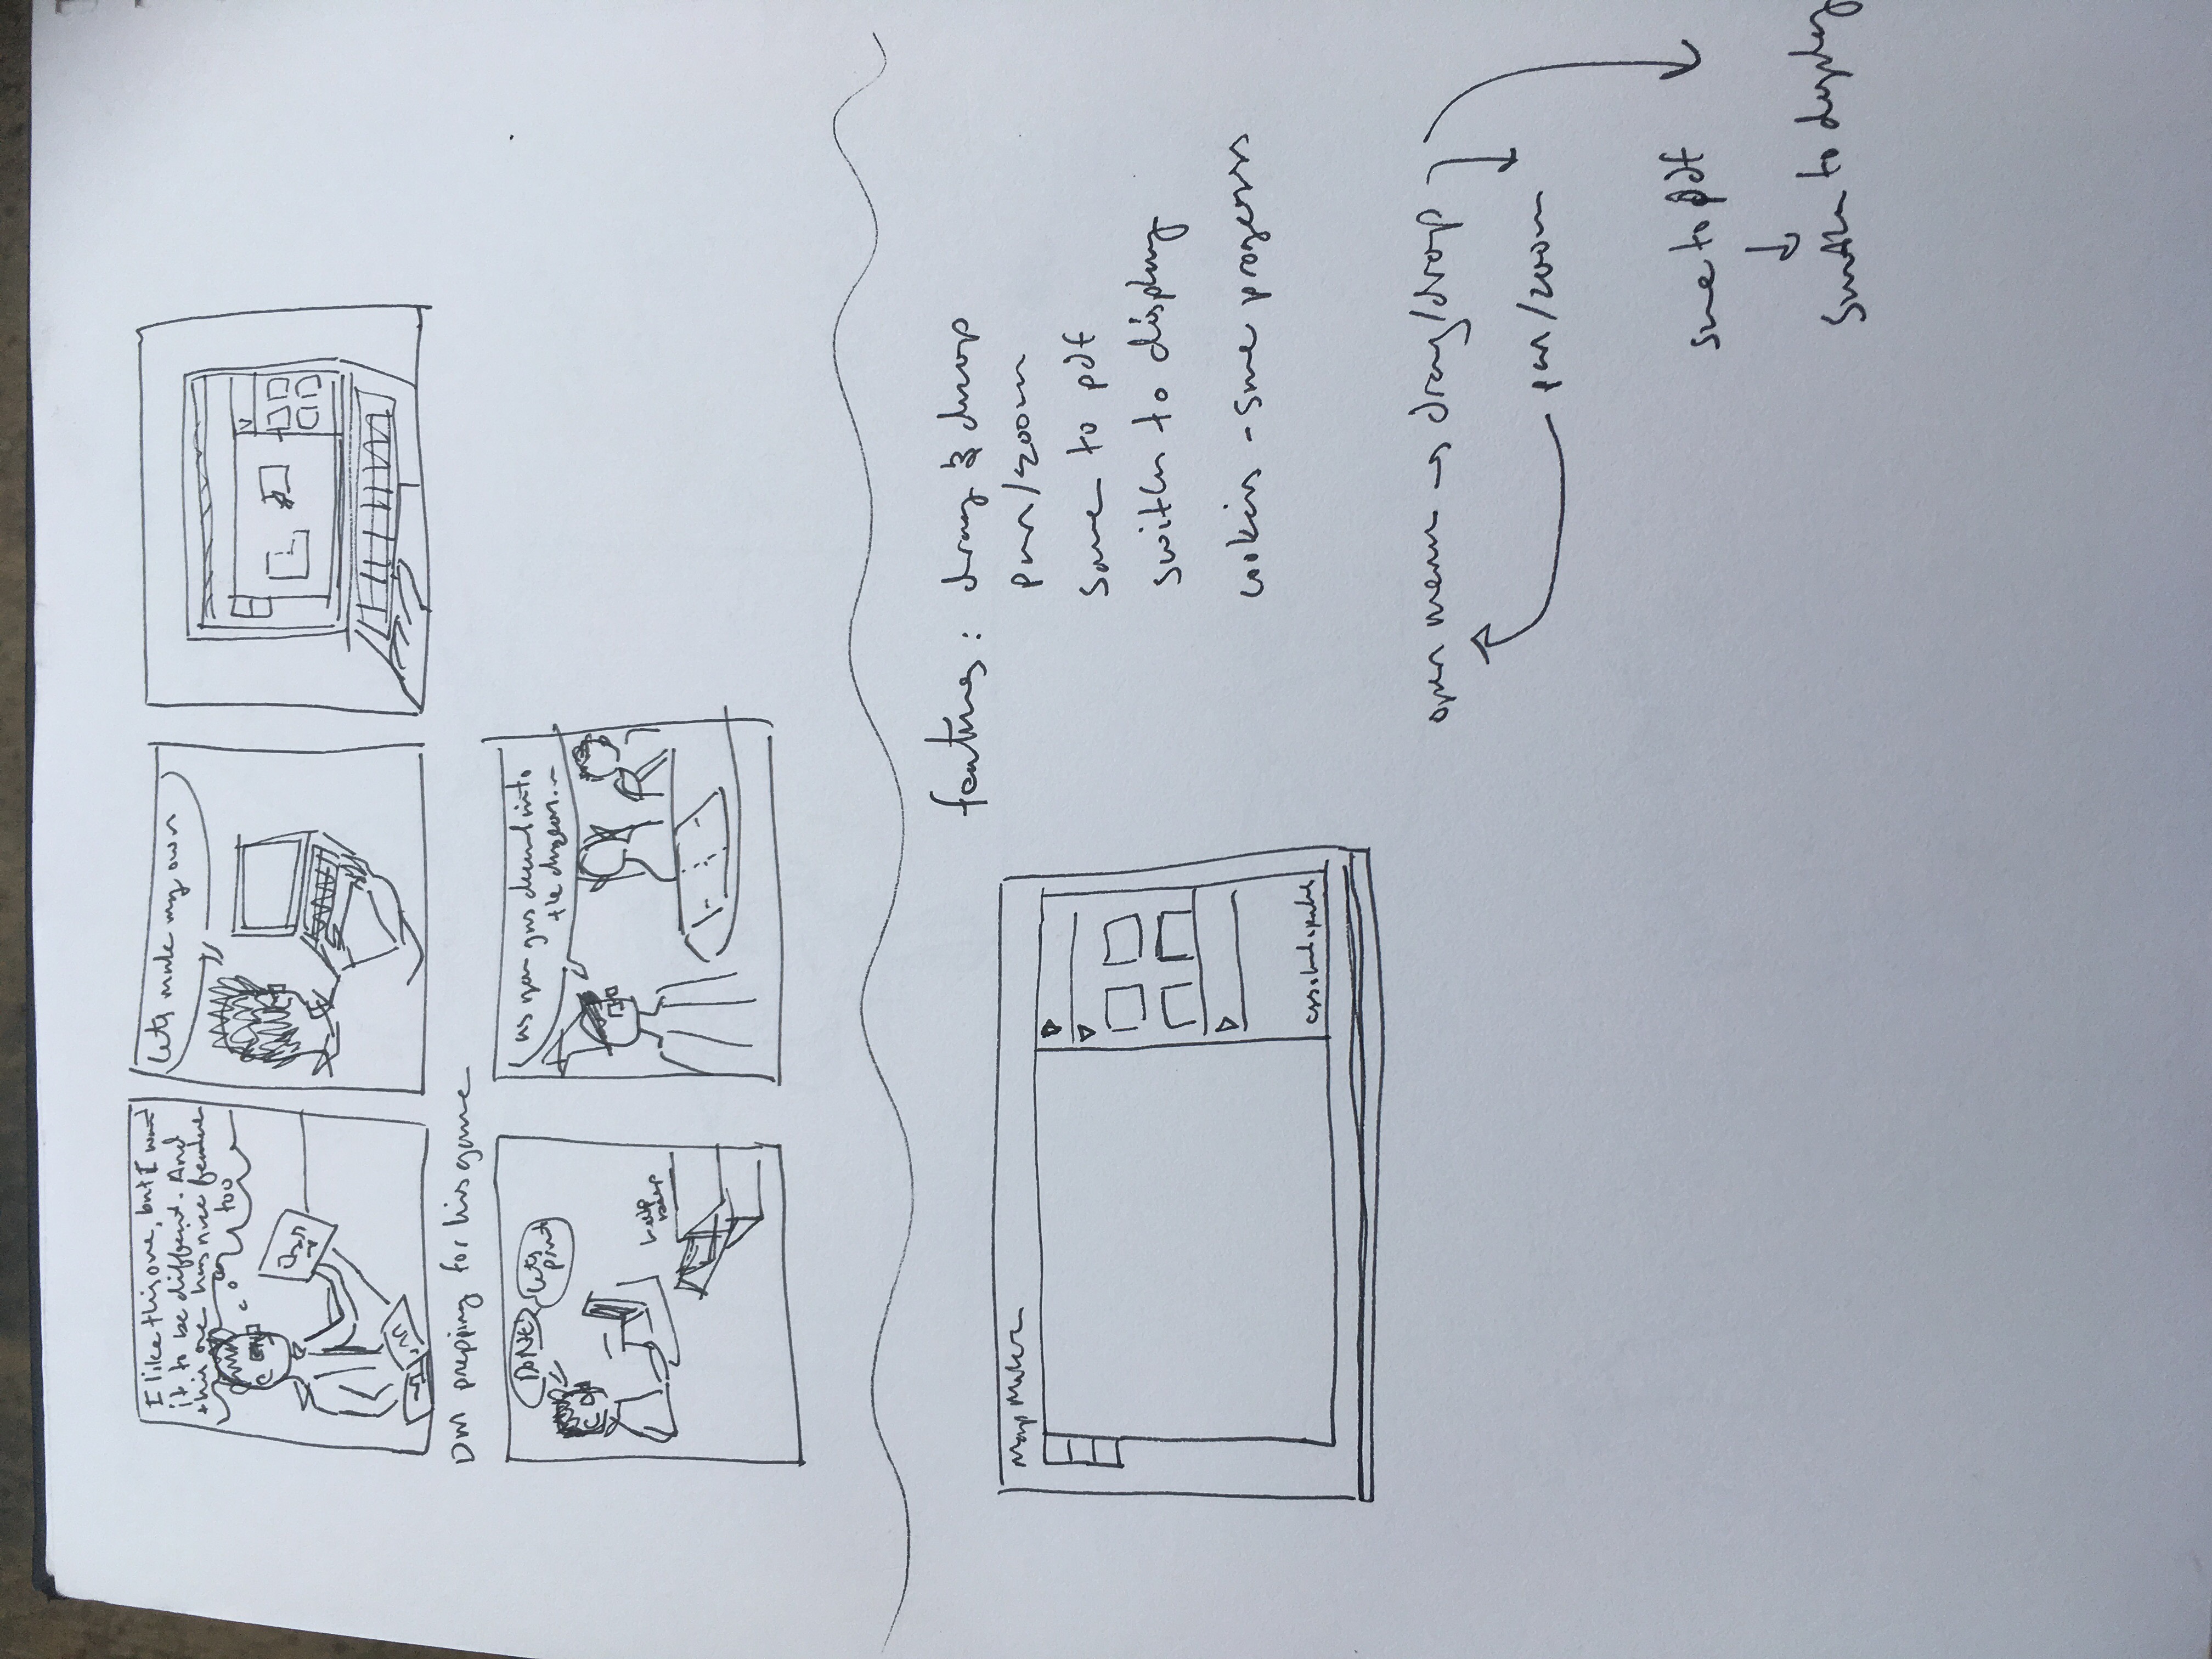 I like this one, but I want
it to be different. And
this one has nice features
too
lets make my own
DM prepping for his game
DONE!
lets
print
beep
beep
as you guys descend into
the dungeon...
Map Maker
features: drag & drop
pan/zoom
save to pdf
switch to display
cookies - save progress
open menu → drag/drop
pan/zoom
save to pdf
↓
Switch to display